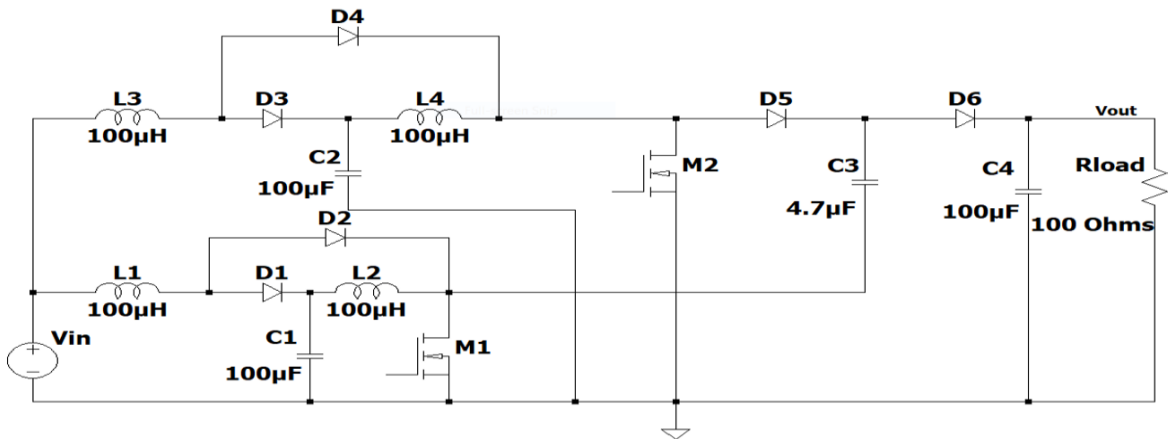 D4
L3
100µH
D3
L4
100µH
D5
D6
Vout
C2
100µF
M2
C3
4.7µF
C4
100µF
Rload
100 Ohms
D2
L1
100µH
D1
L2
100µH
Vin
C1
100µF
M1